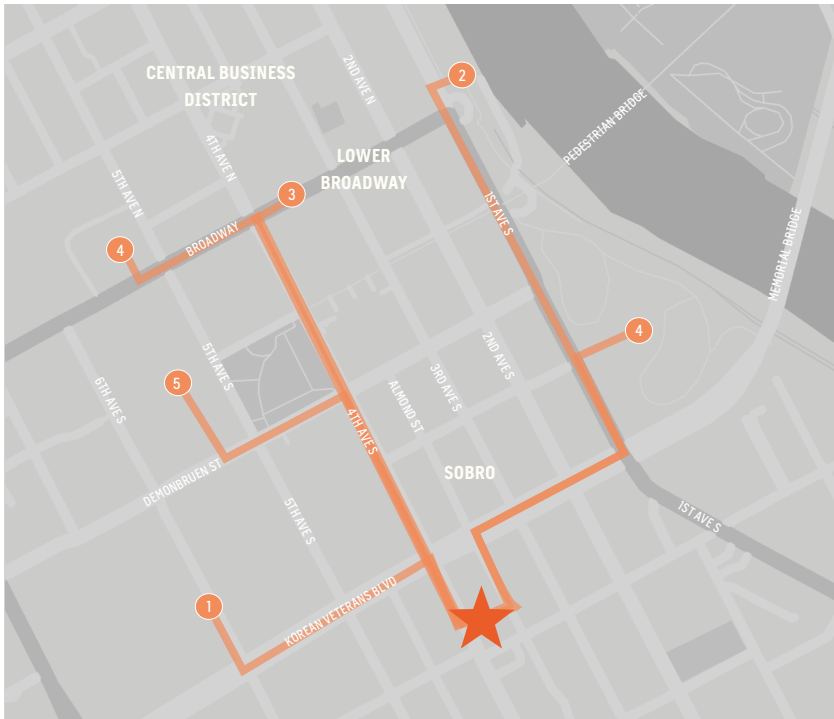 CENTRAL BUSINESS
DISTRICT
2ND AVE N
2
PEDESTRIAN BRIDGE
4TH AVE N
LOWER
BROADWAY
5TH AVE N
3
1ST AVE S
BROADWAY
4
MEMORIAL BRIDGE
4
5TH AVE S
2ND AVE S
5
6TH AVE S
ALMOND ST
3RD AVE S
4TH AVE S
SOBRO
DEMONBRUEN ST
5TH AVE S
1ST AVE S
1
KOREAN VETERANS BLVD